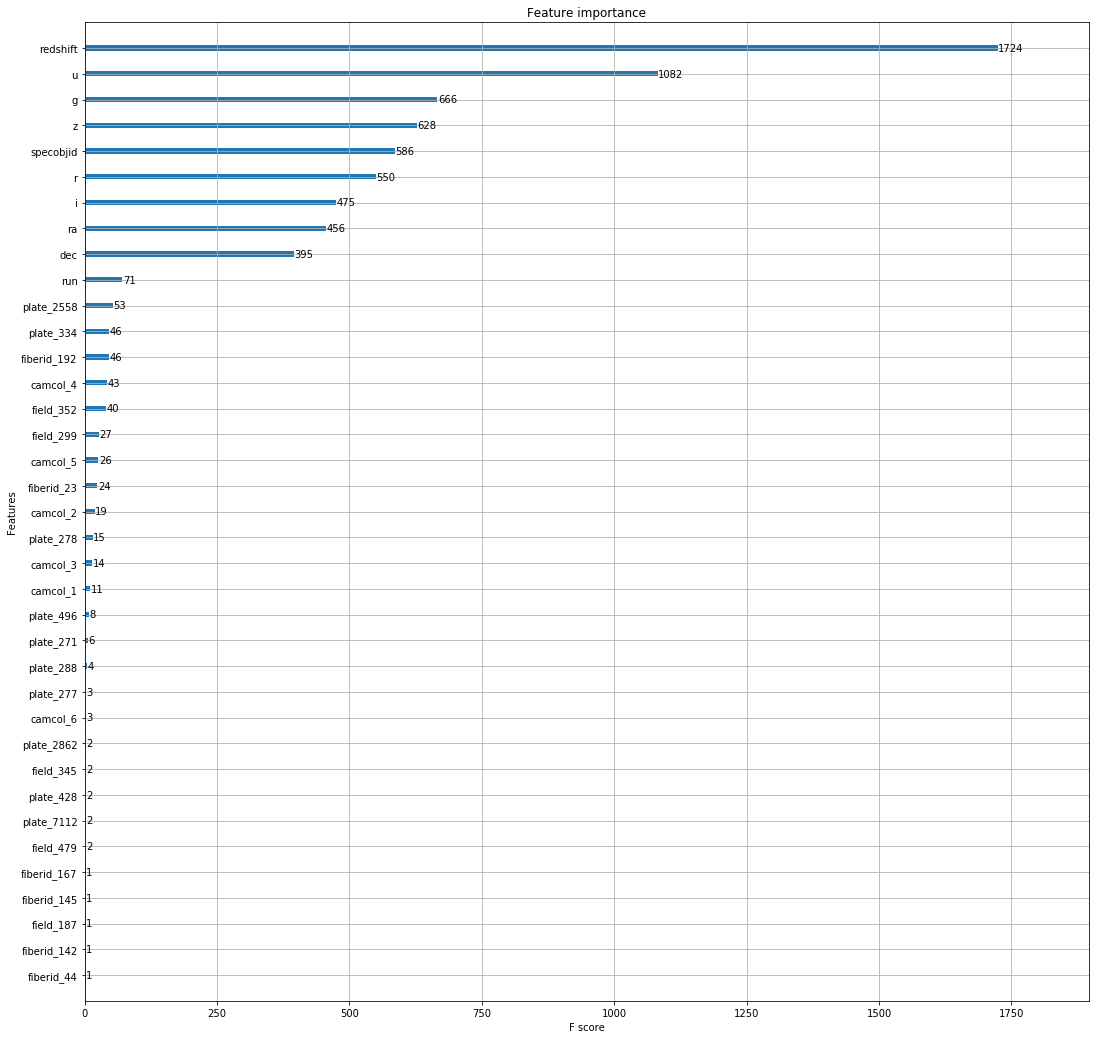 Feature importance
redshift 1724
u 1082
g 666
z 628
specobjid 586
r 550
i 475
ra 456
dec 395
run 71
plate_2558 53
plate_334 46
fiberid_192 46
camcol_4 43
field_352 40
field_299 27
camcol_5 26
fiberid_23 24
camcol_2 19
plate_278 15
camcol_3 14
camcol_1 11
plate_496 8
plate_271 6
plate_288 4
plate_277 3
camcol_6 3
plate_2862 2
field_345 2
plate_428 2
plate_7112 2
field_479 2
fiberid_167 1
fiberid_145 1
field_187 1
fiberid_142 1
fiberid_44 1
Features
0 250 500 750 1000 1250 1500 1750
F score